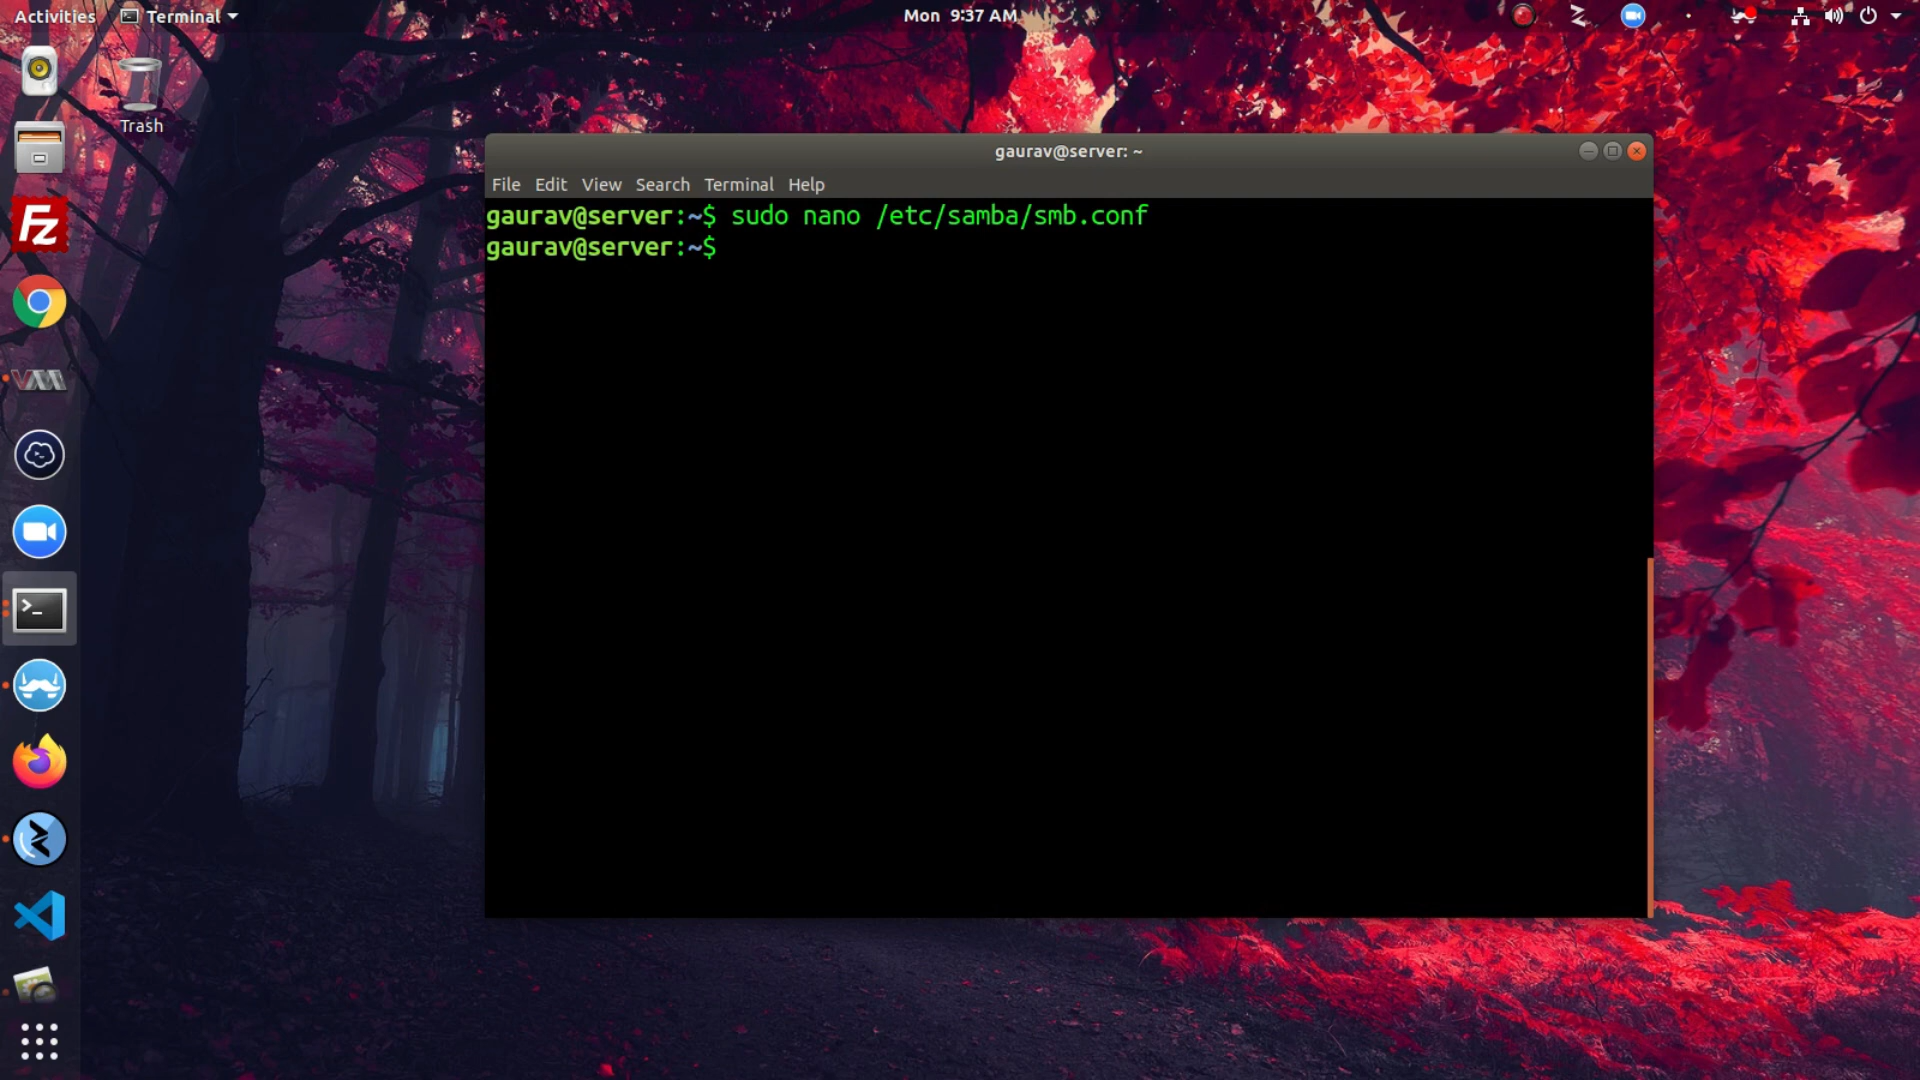 Activities
Terminal
Mon 9:37 AM
Trash
gaurav@server: ~
File Edit View Search Terminal Help
gaurav@server:~$ sudo nano /etc/samba/smb.conf
gaurav@server:~$